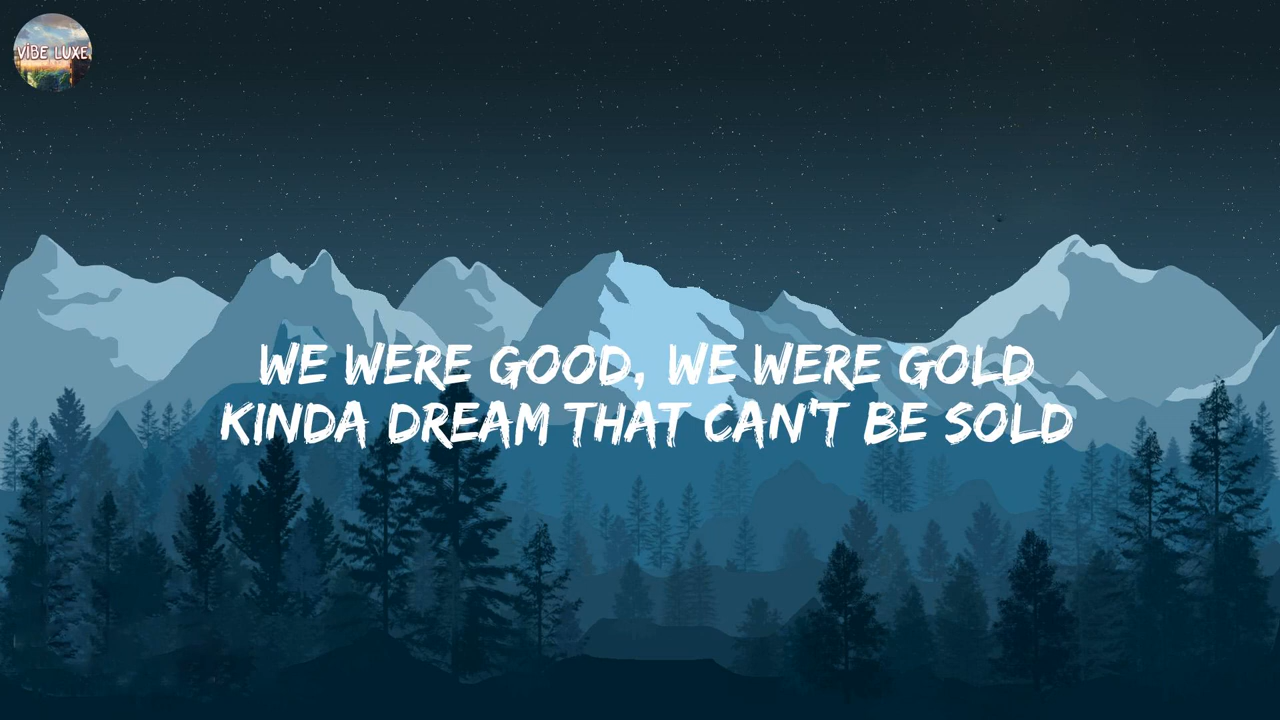 VIBE LUXE
WE WERE GOOD, WE WERE GOLD
KINDA DREAM THAT CAN'T BE SOLD